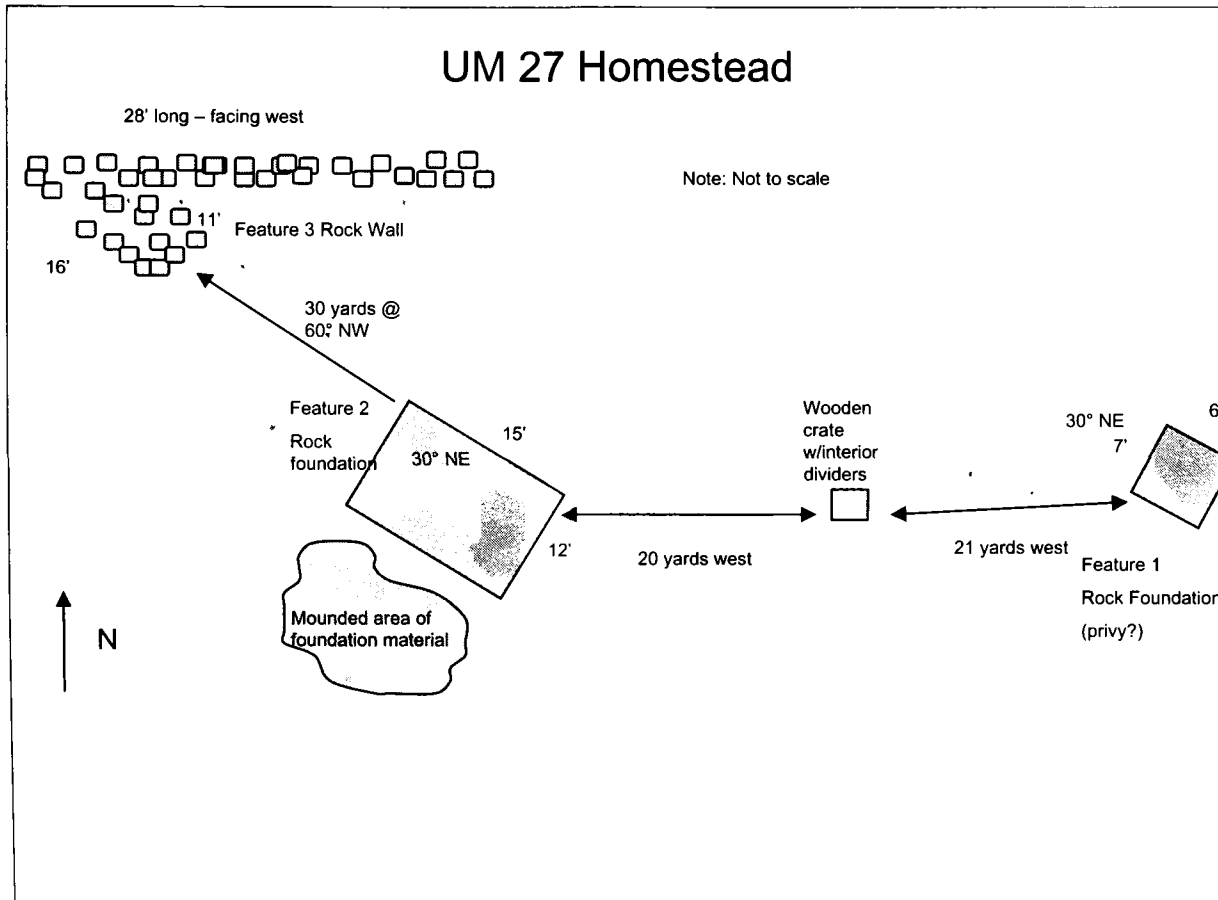 UM 27 Homestead
28' long – facing west
Note: Not to scale
11'
Feature 3 Rock Wall
16'
30 yards @
60° NW
Feature 2
Rock
foundation
15'
30° NE
12'
Wooden
crate
w/interior
dividers
30° NE
7'
6
20 yards west
21 yards west
Feature 1
Rock Foundation
(privy?)
Mounded area of
foundation material
N